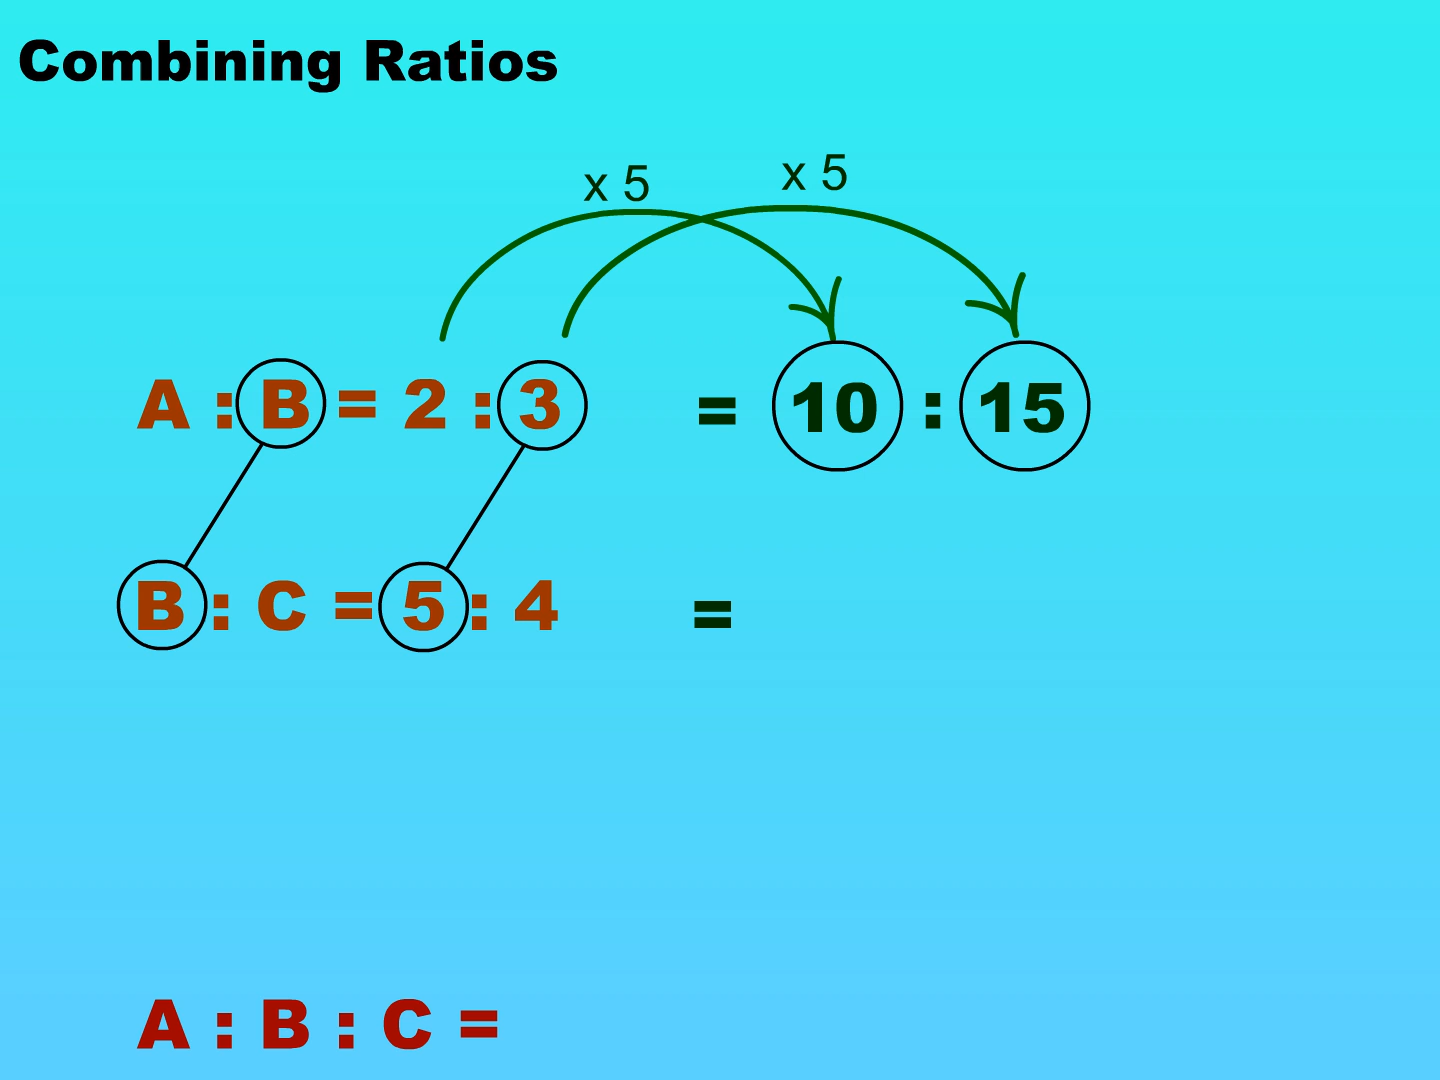 Combining Ratios
x 5 x 5
A : B = 2 : 3 = 10 : 15
B : C = 5 : 4 =
A : B : C =